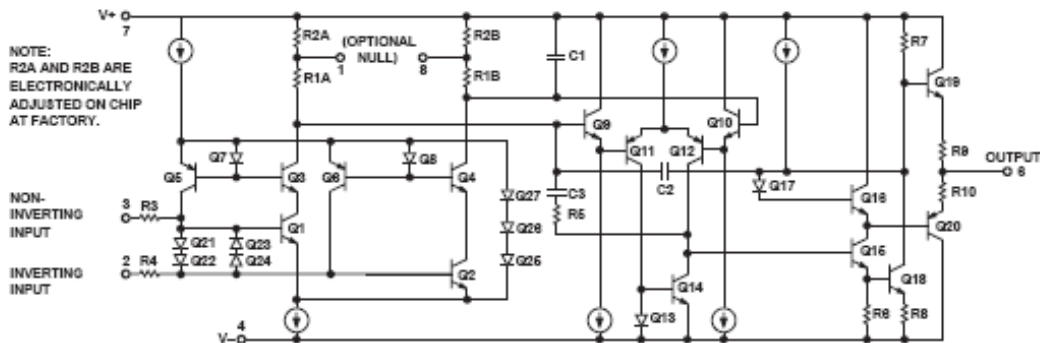 V+
7
NOTE:
R2A AND R2B ARE
ELECTRONICALLY
ADJUSTED ON CHIP
AT FACTORY.
R2A
(OPTIONAL
NULL)
R2B
1
8
R1A
R1B
C1
R7
Q19
Q9
Q10
Q11
Q12
R9
OUTPUT
6
Q7
Q8
Q5
Q3
Q6
Q4
C2
Q17
R10
C3
Q27
Q16
NON-
INVERTING
INPUT
3
R3
R5
Q26
Q20
Q1
Q21
Q23
Q15
Q22
Q24
Q25
INVERTING
INPUT
2
R4
Q2
Q14
Q18
Q13
R6
R8
V–
4